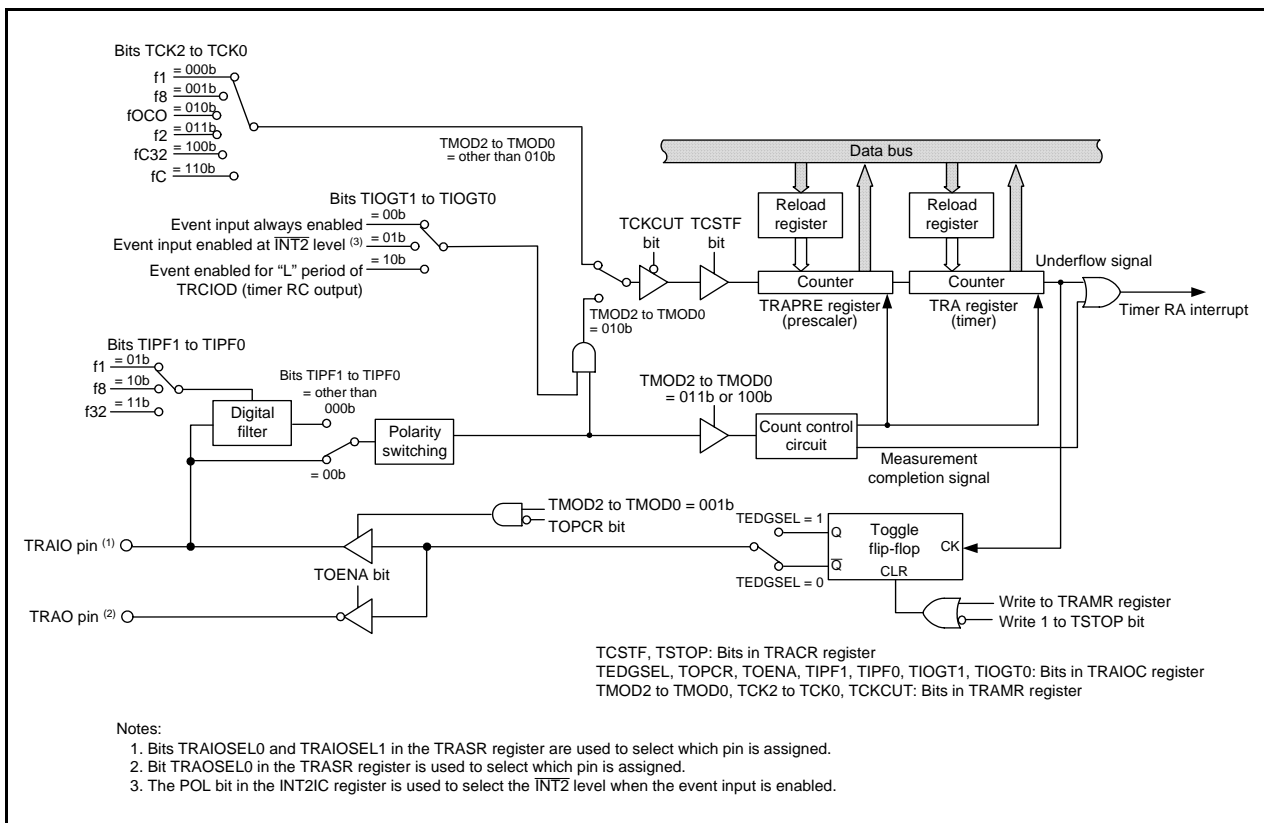 Bits TCK2 to TCK0
f1 = 000b
f8 = 001b
fOCO = 010b
f2 = 011b
fC32 = 100b
fC = 110b
TMOD2 to TMOD0
= other than 010b
Data bus
Bits TIOGT1 to TIOGT0
Event input always enabled = 00b
Event input enabled at INT2 level (3) = 01b
Event enabled for “L” period of = 10b
TRCIOD (timer RC output)
TCKCUT
bit
TCSTF
bit
Reload
register
Reload
register
Counter
Counter
TRAPRE register
(prescaler)
TRA register
(timer)
Underflow signal
Timer RA interrupt
TMOD2 to TMOD0
= 010b
Bits TIPF1 to TIPF0
f1 = 01b
f8 = 10b
f32 = 11b
Digital
filter
Bits TIPF1 to TIPF0
= other than
000b
= 00b
Polarity
switching
TMOD2 to TMOD0
= 011b or 100b
Count control
circuit
Measurement
completion signal
TMOD2 to TMOD0 = 001b
TOPCR bit
TRAIO pin (1)
TOENA bit
TRAO pin (2)
TEDGSEL = 1
TEDGSEL = 0
Q
Q
Toggle
flip-flop
CK
CLR
Write to TRAMR register
Write 1 to TSTOP bit
TCSTF, TSTOP: Bits in TRACR register
TEDGSEL, TOPCR, TOENA, TIPF1, TIPF0, TIOGT1, TIOGT0: Bits in TRAIOC register
TMOD2 to TMOD0, TCK2 to TCK0, TCKCUT: Bits in TRAMR register
Notes:
1. Bits TRAIOSEL0 and TRAIOSEL1 in the TRASR register are used to select which pin is assigned.
2. Bit TRAOSEL0 in the TRASR register is used to select which pin is assigned.
3. The POL bit in the INT2IC register is used to select the INT2 level when the event input is enabled.